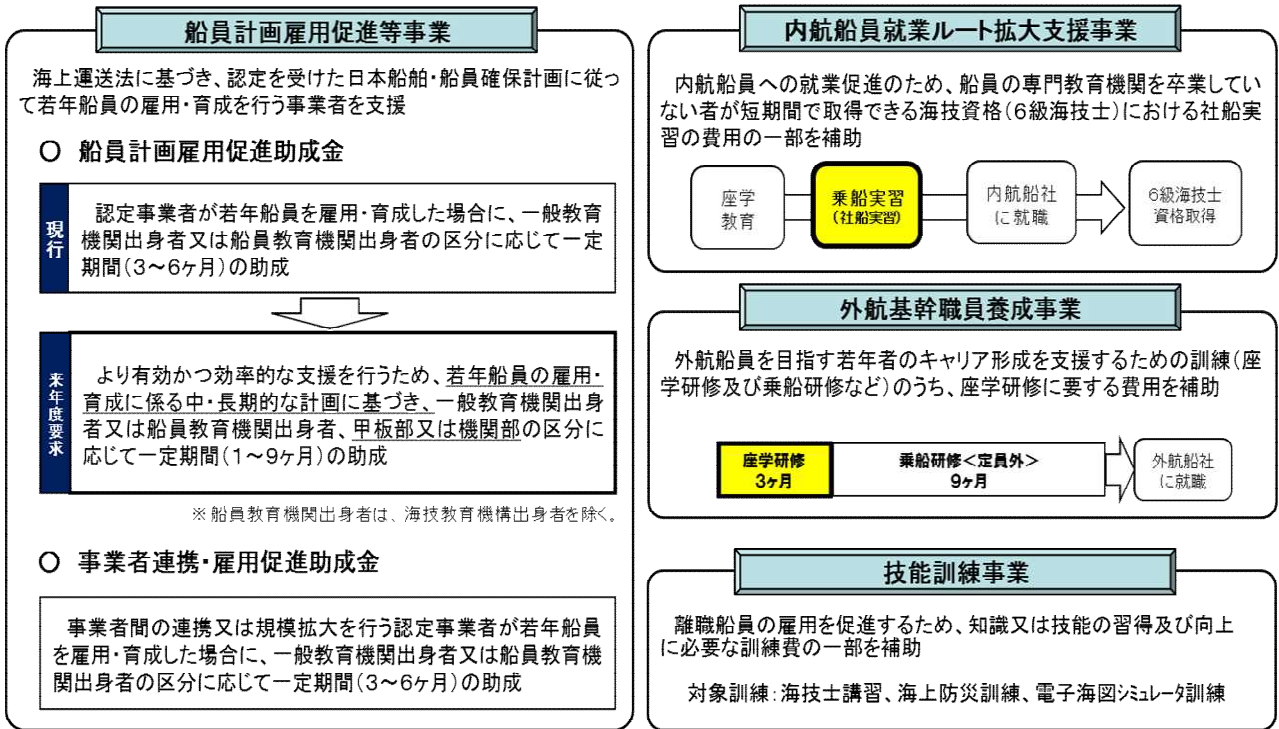 船員計画雇用促進等事業
海上運送法に基づき、認定を受けた日本船舶・船員確保計画に従っ
て若年船員の雇用・育成を行う事業者を支援
○ 船員計画雇用促進助成金
現行
認定事業者が若年船員を雇用・育成した場合に、一般教育
機関出身者又は船員教育機関出身者の区分に応じて一定
期間(3～6ヶ月)の助成
来年度要求
より有効かつ効率的な支援を行うため、若年船員の雇用・
育成に係る中・長期的な計画に基づき、一般教育機関出身
者又は船員教育機関出身者、甲板部又は機関部の区分に
応じて一定期間(1～9ヶ月)の助成
※船員教育機関出身者は、海技教育機構出身者を除く。
○ 事業者連携・雇用促進助成金
事業者間の連携又は規模拡大を行う認定事業者が若年船員
を雇用・育成した場合に、一般教育機関出身者又は船員教育機
関出身者の区分に応じて一定期間(3～6ヶ月)の助成
内航船員就業ルート拡大支援事業
内航船員への就業促進のため、船員の専門教育機関を卒業してい
ない者が短期間で取得できる海技資格(6級海技士)における社船実
習の費用の一部を補助
座学
教育
乗船実習
(社船実習)
内航船社
に就職
6級海技士
資格取得
外航基幹職員養成事業
外航船員を目指す若年者のキャリア形成を支援するための訓練(座
学研修及び乗船研修など)のうち、座学研修に要する費用を補助
座学研修
3ヶ月
乗船研修<定員外>
9ヶ月
外航船社
に就職
技能訓練事業
離職船員の雇用を促進するため、知識又は技能の習得及び向上
に必要な訓練費の一部を補助
対象訓練:海技士講習、海上防災訓練、電子海図シミュレータ訓練